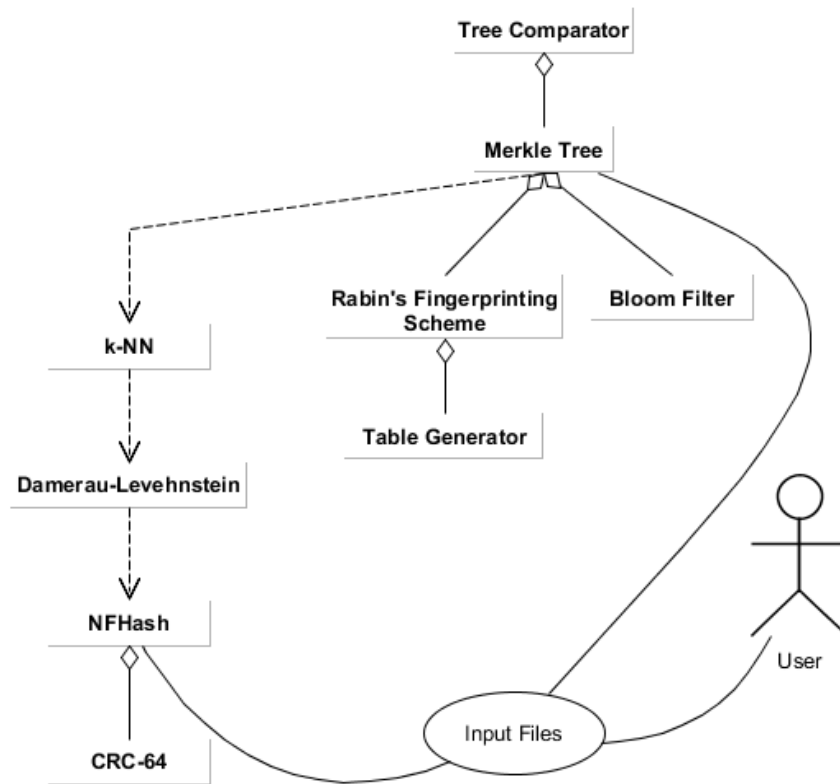 Tree Comparator
Merkle Tree
Rabin's Fingerprinting
Scheme
Bloom Filter
k-NN
Table Generator
Damerau-Levehnstein
NFHash
User
Input Files
CRC-64